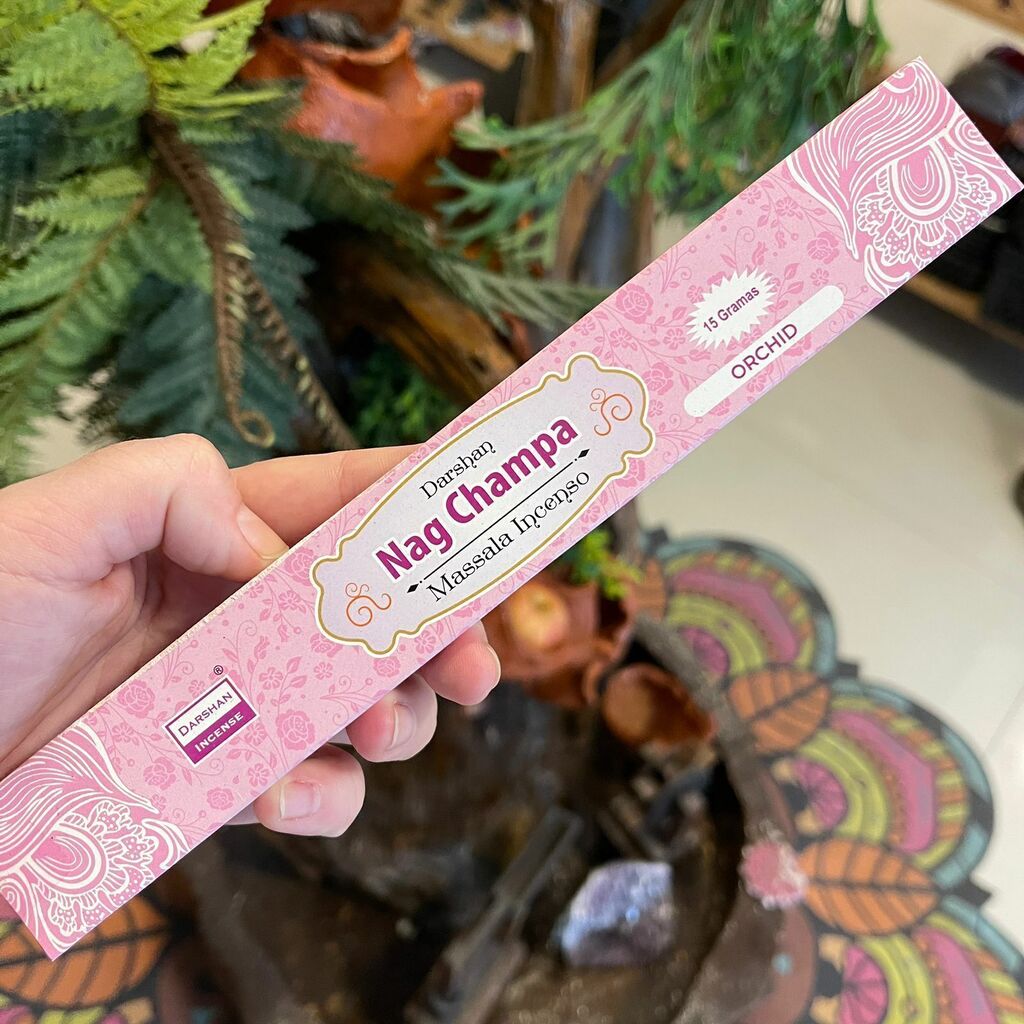 Darshan
Nag Champa
Massala Incenso
15 Gramas
ORCHID
DARSHAN
INCENSE
®